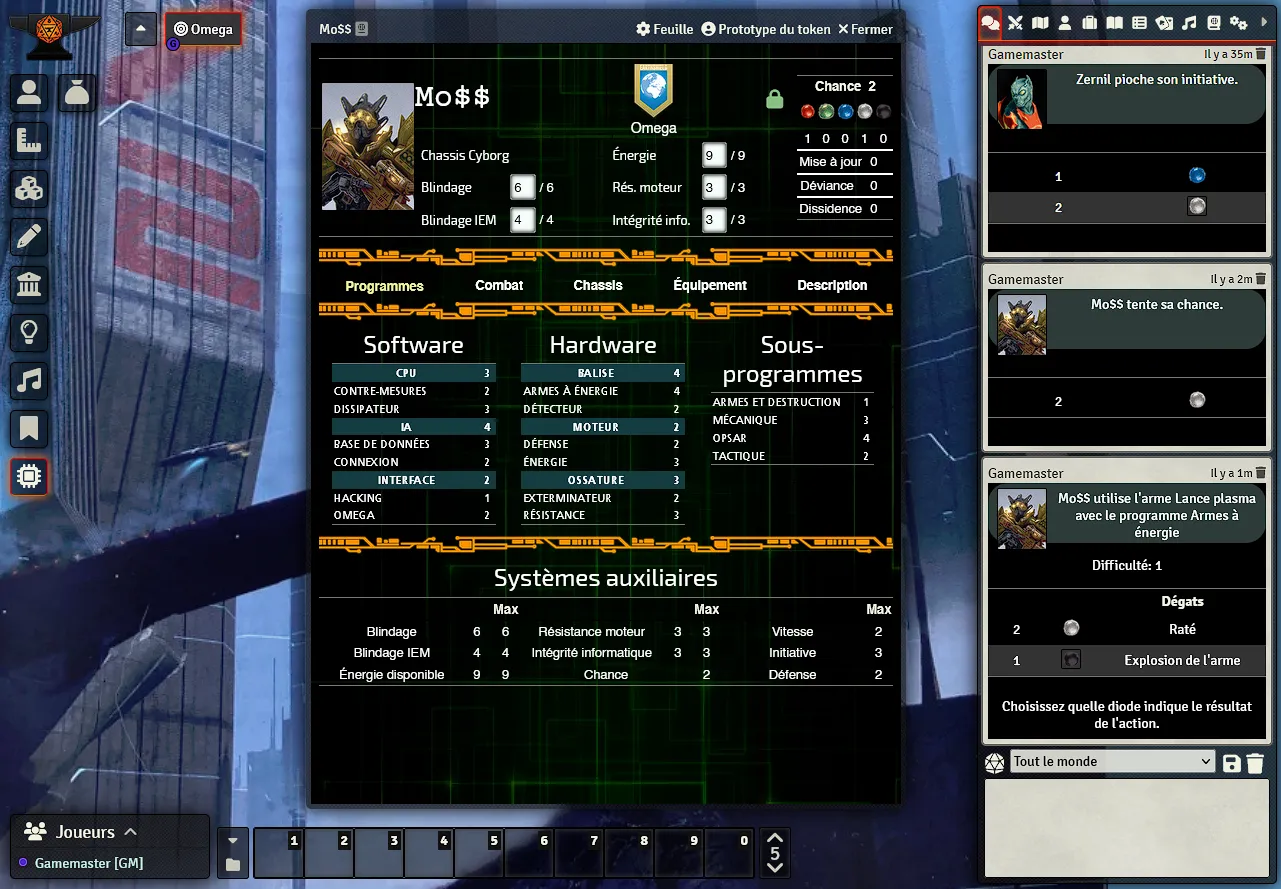 Omega
G
Mo$$
Feuille
Prototype du token
Fermer
Mo$$
Omega
Chance 2
1 0 0 1 0
Mise à jour 0
Déviance 0
Dissidence 0
Chassis Cyborg
Énergie 9 / 9
Blindage 6 / 6
Rés. moteur 3 / 3
Blindage IEM 4 / 4
Intégrité info. 3 / 3
Programmes Combat Chassis Équipement Description
Software
CPU 3
CONTRE-MESURES 2
DISSIPATEUR 3
IA 4
BASE DE DONNÉES 3
CONNEXION 2
INTERFACE 2
HACKING 1
OMEGA 2
Hardware
BALISE 4
ARMES À ÉNERGIE 4
DÉTECTEUR 2
MOTEUR 2
DÉFENSE 2
ÉNERGIE 3
OSSATURE 3
EXTERMINATEUR 2
RÉSISTANCE 3
Sous-
programmes
ARMES ET DESTRUCTION 1
MÉCANIQUE 3
OPSAR 4
TACTIQUE 2
Systèmes auxiliaires
Max Max Max
Blindage 6 6 Résistance moteur 3 3 Vitesse 2
Blindage IEM 4 4 Intégrité informatique 3 3 Initiative 3
Énergie disponible 9 9 Chance 2 Défense 2
Gamemaster Il y a 35m
Zernil pioche son initiative.
1
2
Gamemaster Il y a 2m
Mo$$ tente sa chance.
2
Gamemaster Il y a 1m
Mo$$ utilise l'arme Lance plasma
avec le programme Armes à
énergie
Difficulté: 1
Dégats
2 Raté
1 Explosion de l'arme
Choisissez quelle diode indique le résultat
de l'action.
Tout le monde
Joueurs
Gamemaster [GM]
1 2 3 4 5 6 7 8 9 0
5